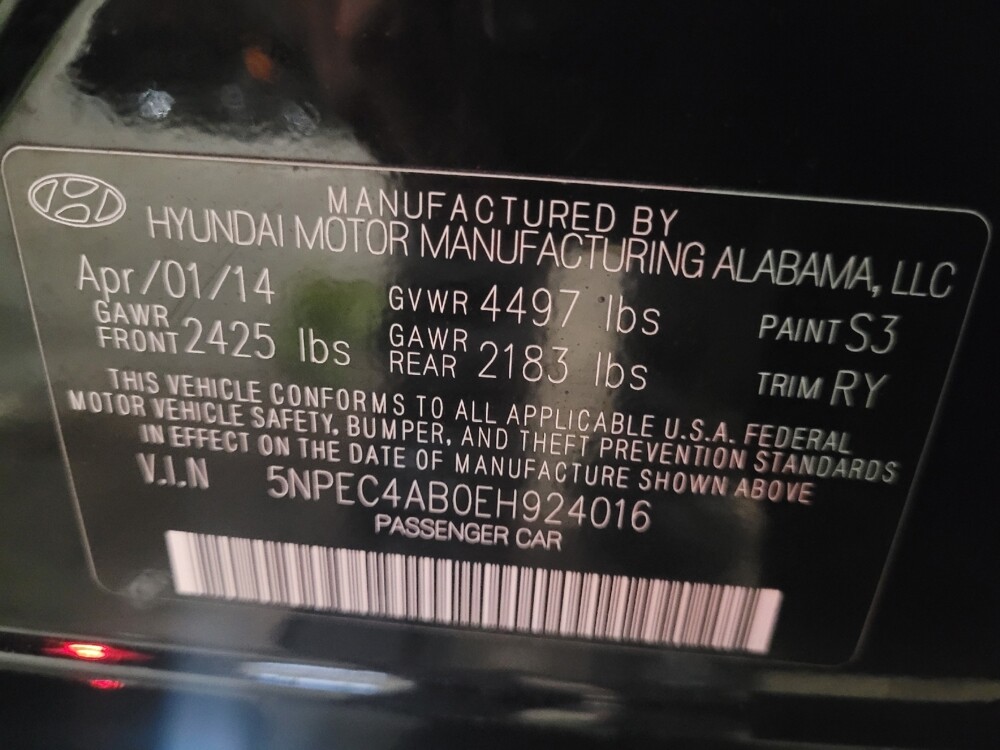 MANUFACTURED BY
HYUNDAI MOTOR MANUFACTURING ALABAMA, LLC
Apr/01/14 GVWR 4497 lbs PAINT S3
GAWR FRONT 2425 lbs GAWR REAR 2183 lbs TRIM RY
THIS VEHICLE CONFORMS TO ALL APPLICABLE U.S.A. FEDERAL
MOTOR VEHICLE SAFETY, BUMPER, AND THEFT PREVENTION STANDARDS
IN EFFECT ON THE DATE OF MANUFACTURE SHOWN ABOVE
V.I.N 5NPEC4AB0EH924016
PASSENGER CAR